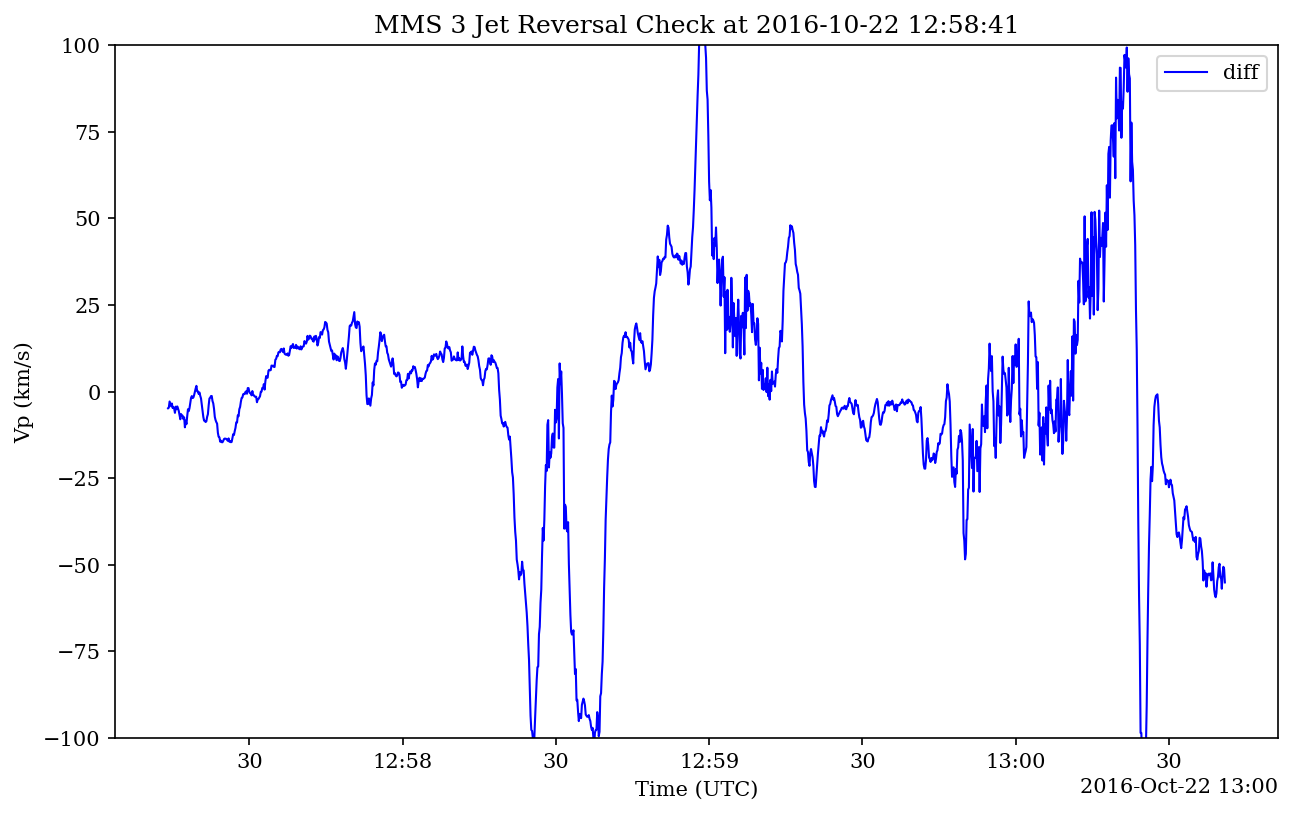 MMS 3 Jet Reversal Check at 2016-10-22 12:58:41
diff
100
75
50
25
0
−25
−50
−75
−100
Vp (km/s)
30 12:58 30 12:59 30 13:00 30
Time (UTC)
2016-Oct-22 13:00